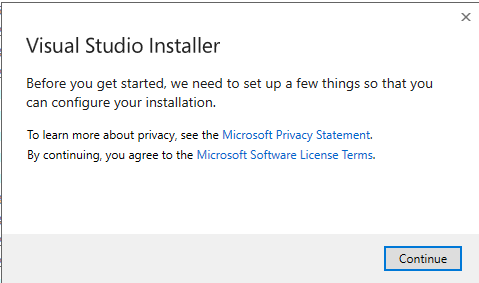 Visual Studio Installer
Before you get started, we need to set up a few things so that you
can configure your installation.
To learn more about privacy, see the Microsoft Privacy Statement.
By continuing, you agree to the Microsoft Software License Terms.
Continue